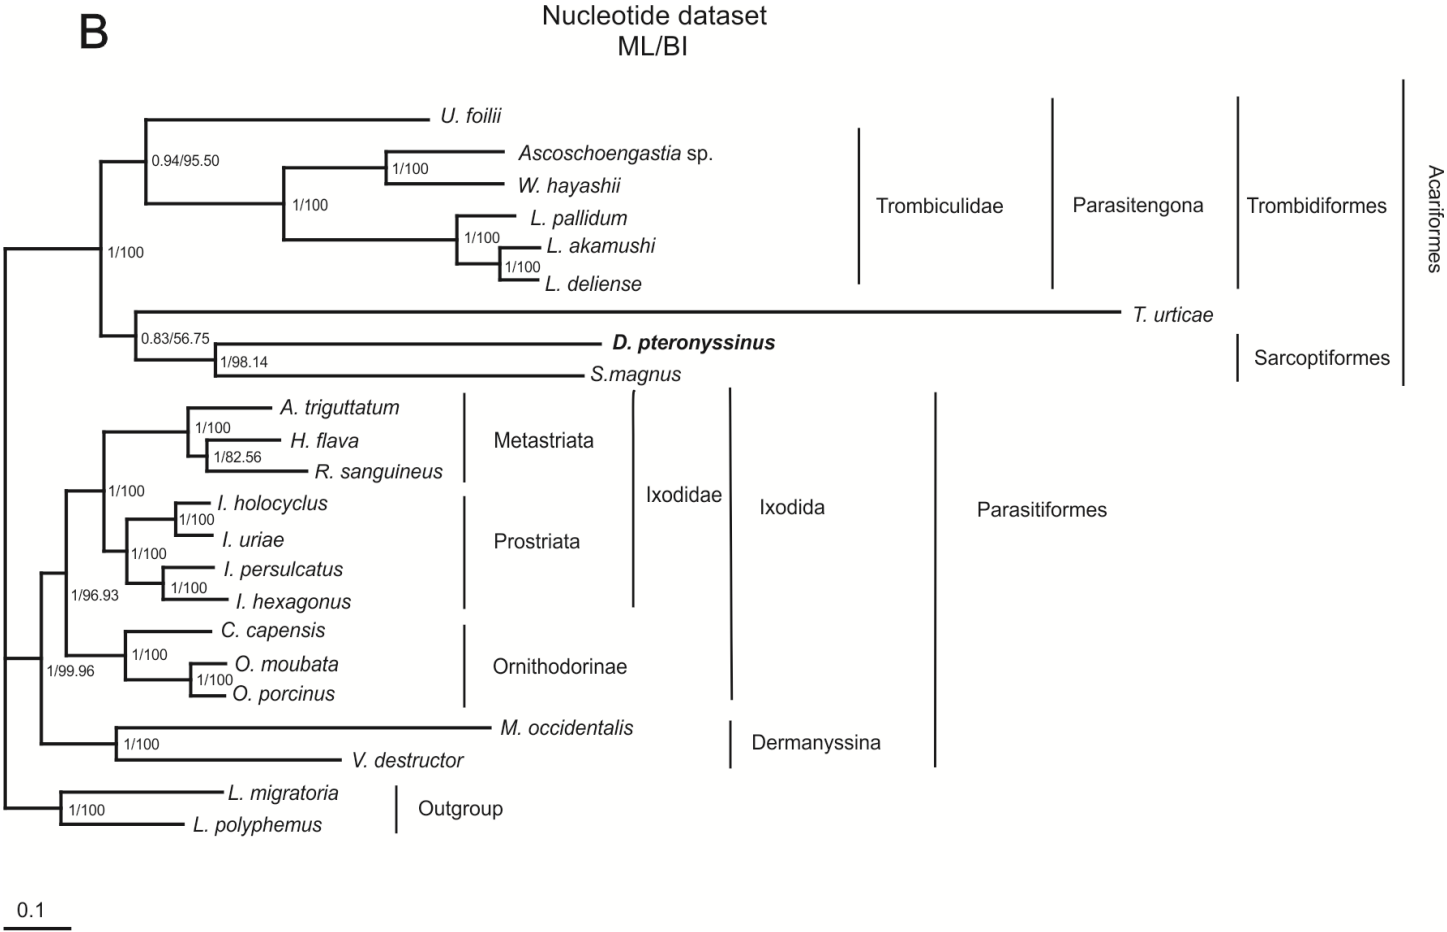 B
Nucleotide dataset
ML/BI
U. foilii
0.94/95.50
Ascoschoengastia sp.
1/100
W. hayashii
1/100
L. pallidum
1/100
L. akamushi
1/100
L. deliense
Trombiculidae
Parasitengona
Trombidiformes
Acariformes
1/100
T. urticae
0.83/56.75
D. pteronyssinus
1/98.14
S.magnus
Sarcoptiformes
A. triguttatum
1/100
H. flava
1/82.56
R. sanguineus
Metastriata
1/100
I. holocyclus
1/100
I. uriae
1/100
I. persulcatus
1/100
I. hexagonus
Prostriata
Ixodidae
Ixodida
Parasitiformes
1/96.93
C. capensis
1/100
O. moubata
1/100
O. porcinus
Ornithodorinae
1/99.96
M. occidentalis
1/100
V. destructor
Dermanyssina
L. migratoria
1/100
L. polyphemus
Outgroup
0.1